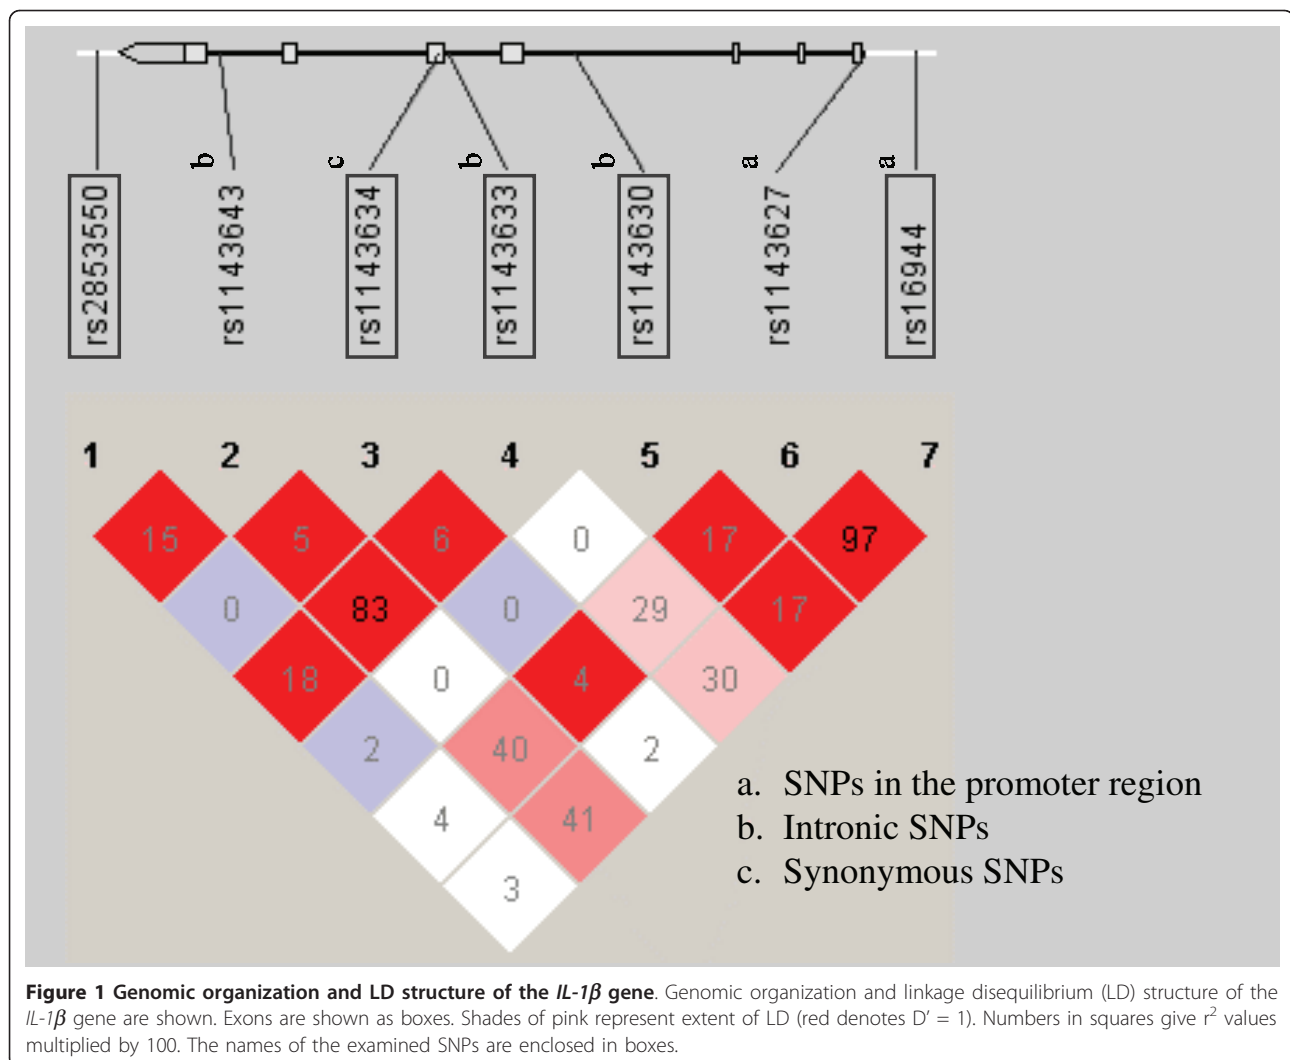 b c b b a a
rs2853550 rs1143643 rs1143634 rs1143633 rs1143630 rs1143627 rs16944
1 2 3 4 5 6 7
15 5 6 0 17 97
0 83 0 29 17
18 0 4 30
2 40 2
4 41
3
a. SNPs in the promoter region
b. Intronic SNPs
c. Synonymous SNPs
Figure 1 Genomic organization and LD structure of the IL-1β gene. Genomic organization and linkage disequilibrium (LD) structure of the
IL-1β gene are shown. Exons are shown as boxes. Shades of pink represent extent of LD (red denotes D’ = 1). Numbers in squares give r² values
multiplied by 100. The names of the examined SNPs are enclosed in boxes.